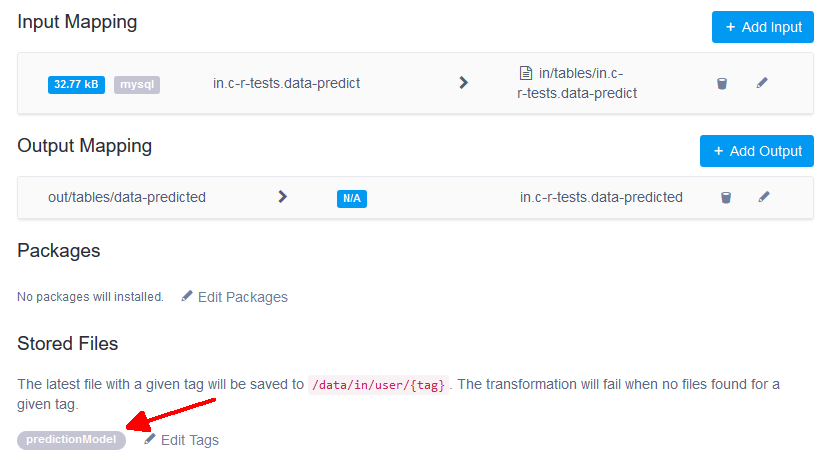 Input Mapping
+ Add Input
32.77 kB mysql in.c-r-tests.data-predict in/tables/in.c-
r-tests.data-predict
Output Mapping
+ Add Output
out/tables/data-predicted N/A in.c-r-tests.data-predicted
Packages
No packages will installed. Edit Packages
Stored Files
The latest file with a given tag will be saved to /data/in/user/{tag}. The transformation will fail when no files found for a
given tag.
predictionModel Edit Tags